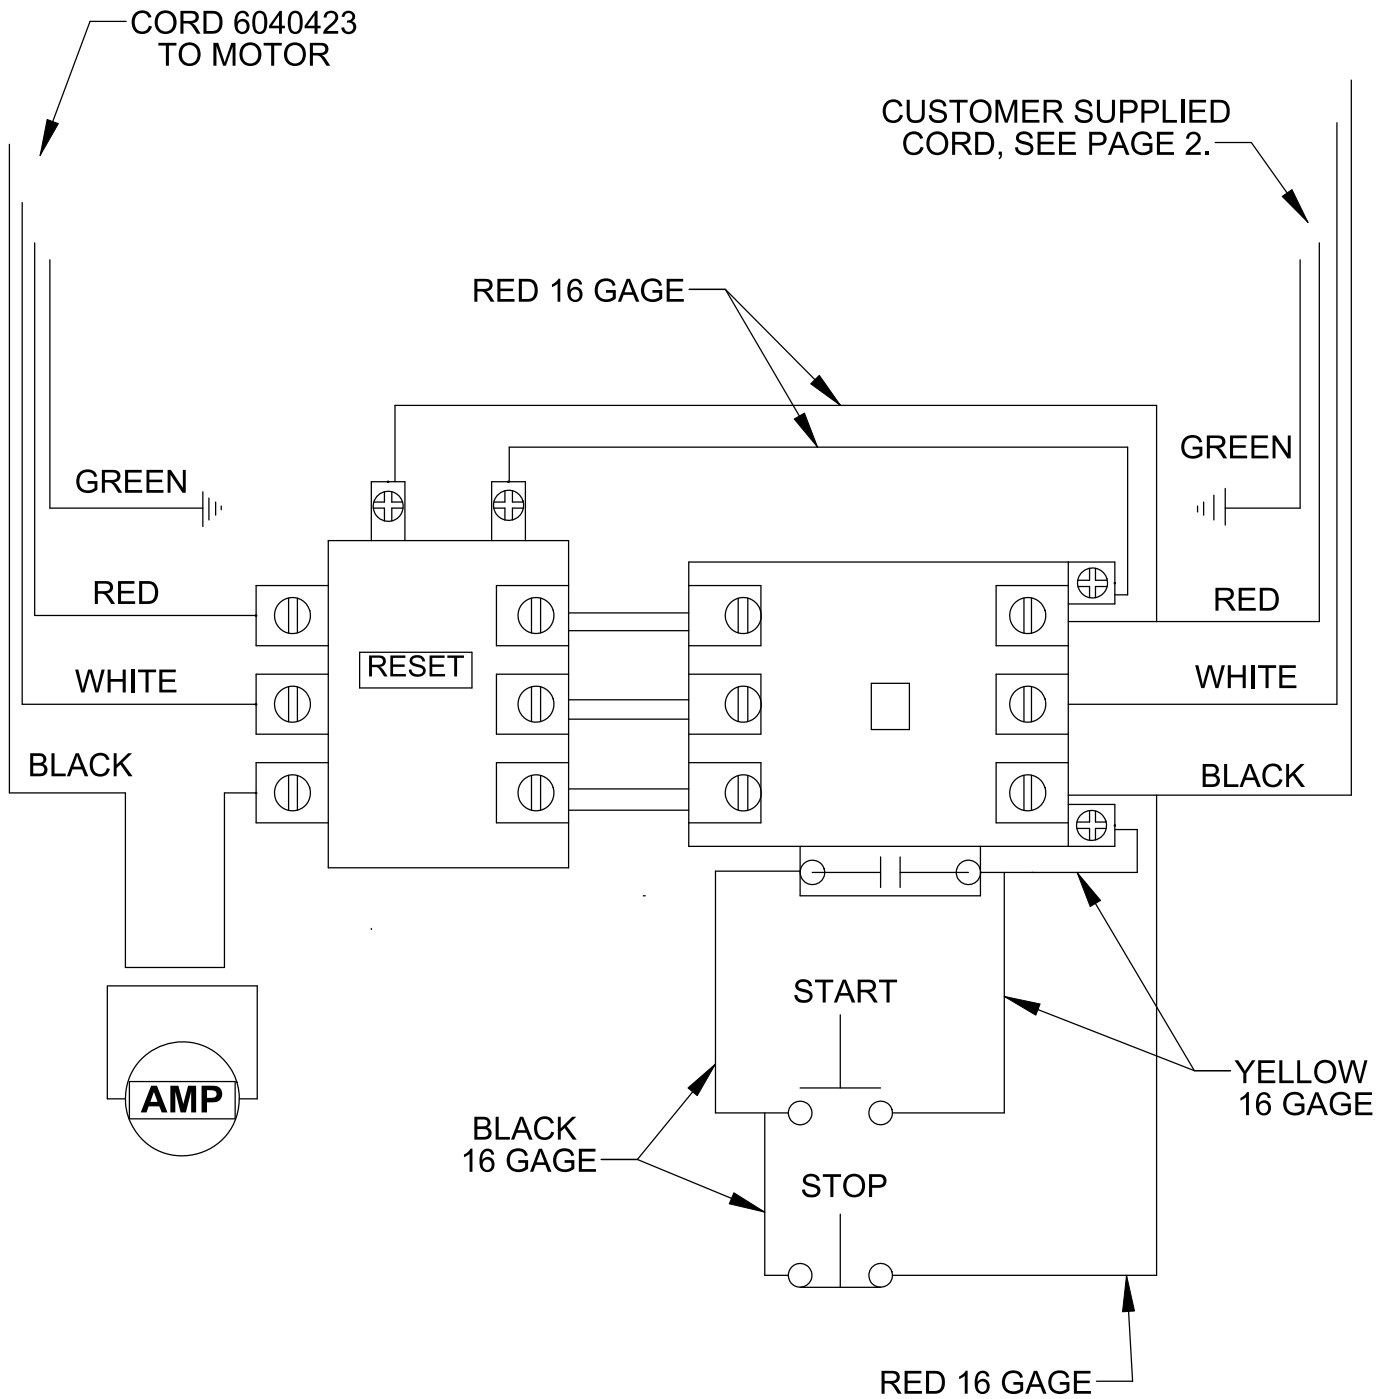 CORD 6040423
TO MOTOR
CUSTOMER SUPPLIED
CORD, SEE PAGE 2.
RED 16 GAGE
GREEN
GREEN
RED
RED
RESET
WHITE
WHITE
BLACK
BLACK
START
AMP
YELLOW
16 GAGE
BLACK
16 GAGE
STOP
RED 16 GAGE